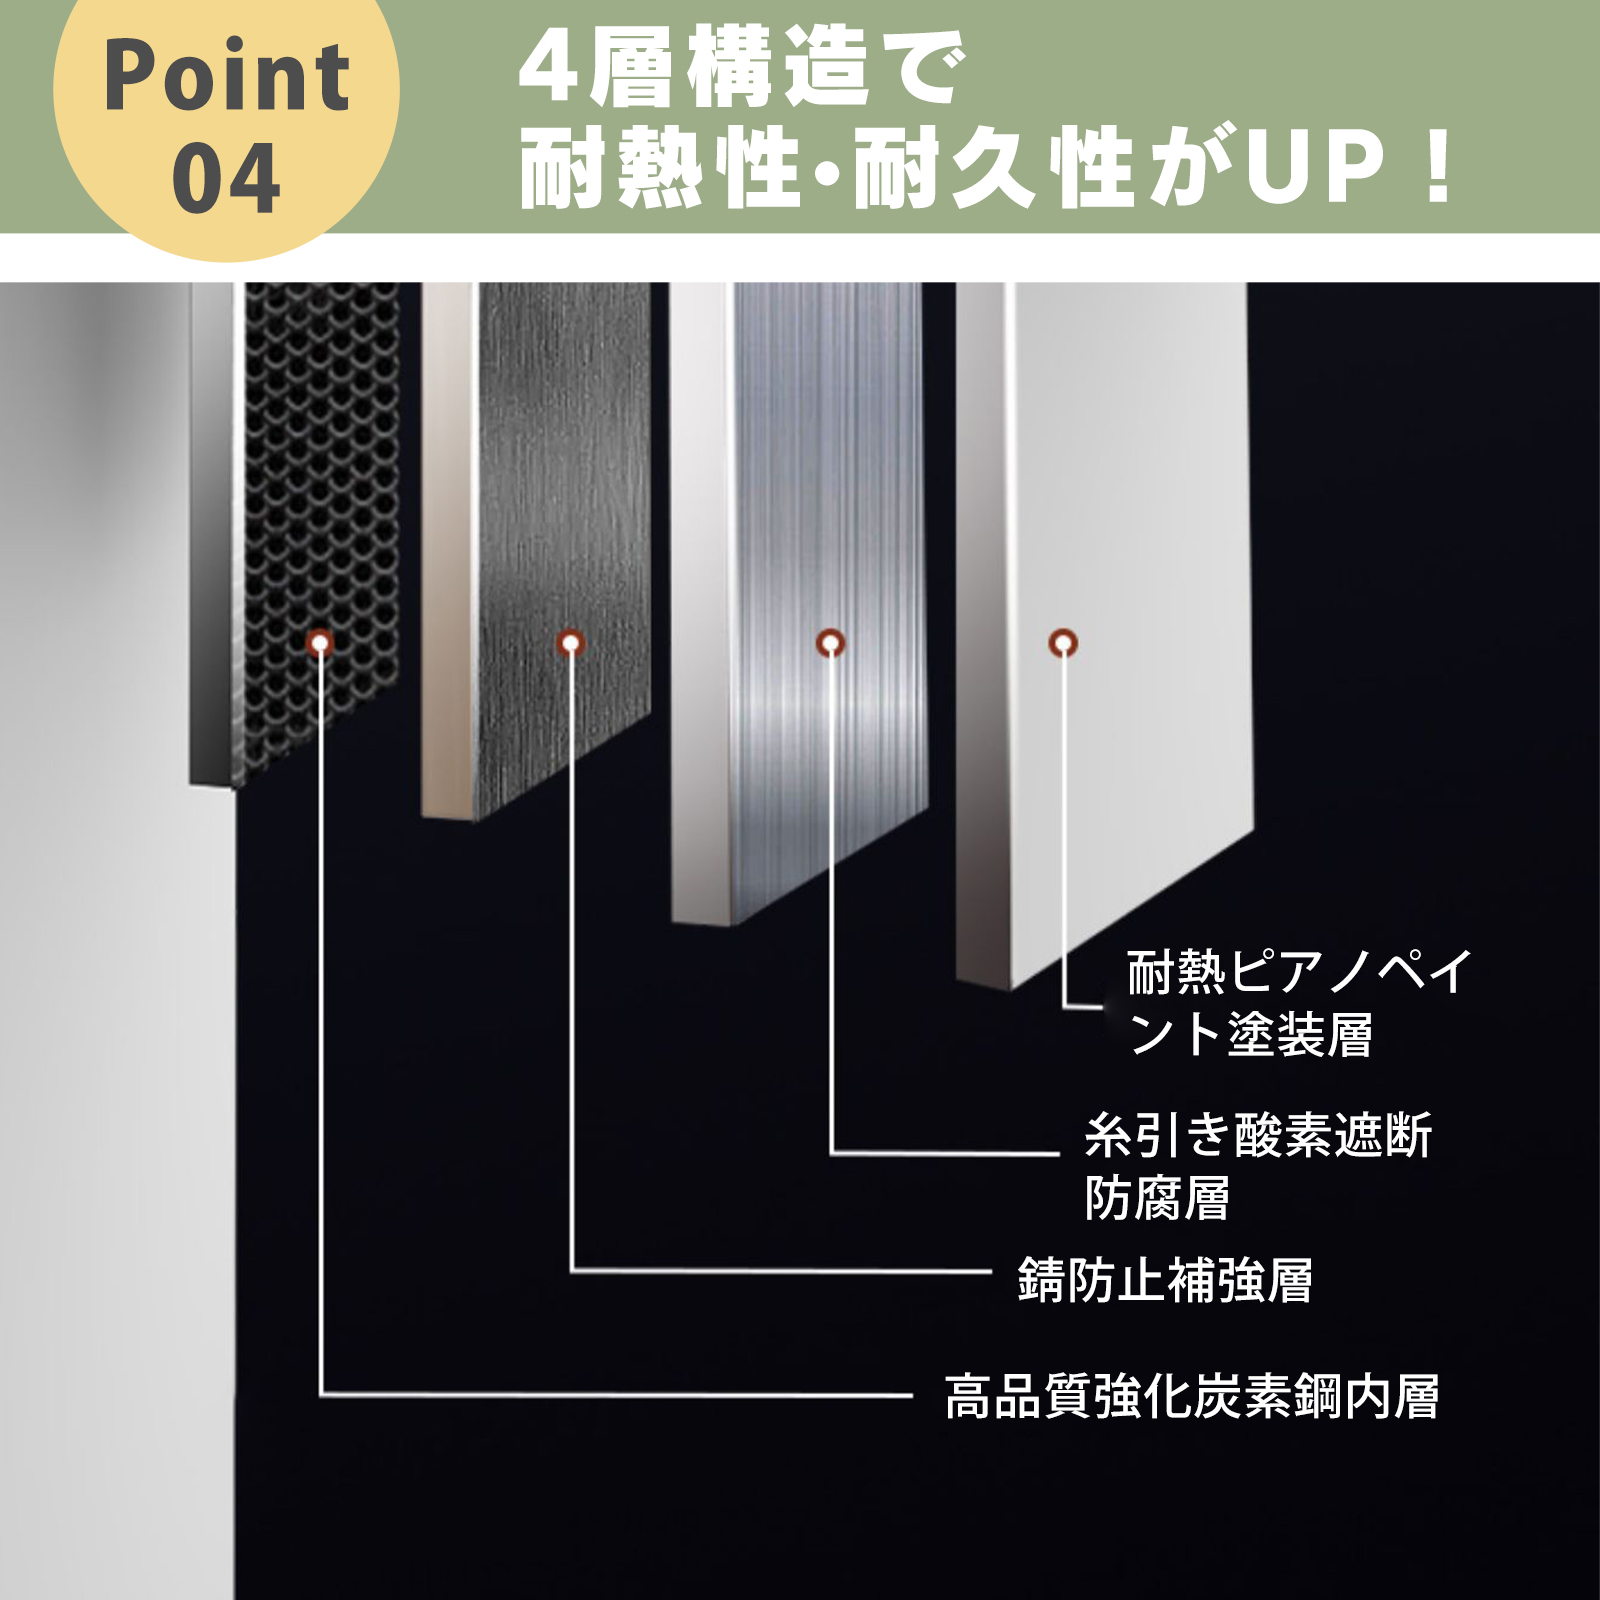 Point
04
4層構造で
耐熱性・耐久性がUP！
耐熱ピアノペイ
ント塗装層
糸引き酸素遮断
防腐層
錆防止補強層
高品質強化炭素鋼内層